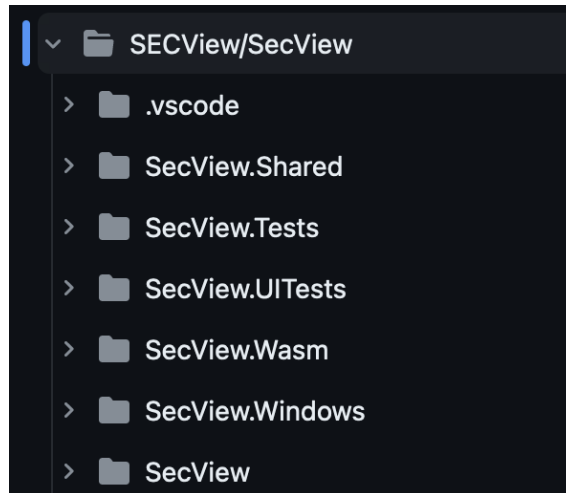 SECView/SecView
.vscode
SecView.Shared
SecView.Tests
SecView.UITests
SecView.Wasm
SecView.Windows
SecView